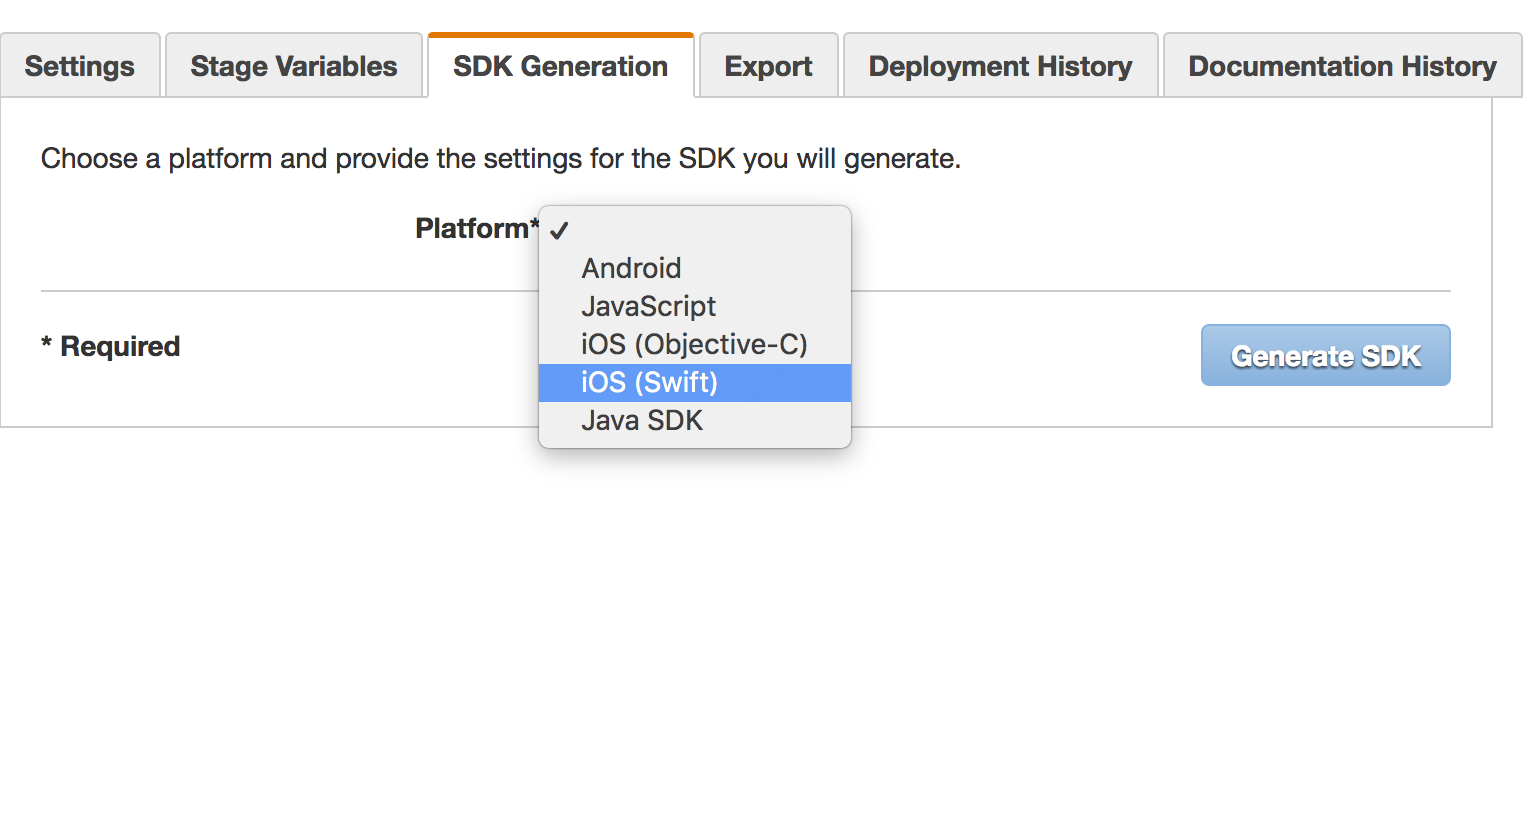 Settings
Stage Variables
SDK Generation
Export
Deployment History
Documentation History
Choose a platform and provide the settings for the SDK you will generate.
Platform*
Android
JavaScript
iOS (Objective-C)
iOS (Swift)
Java SDK
* Required
Generate SDK